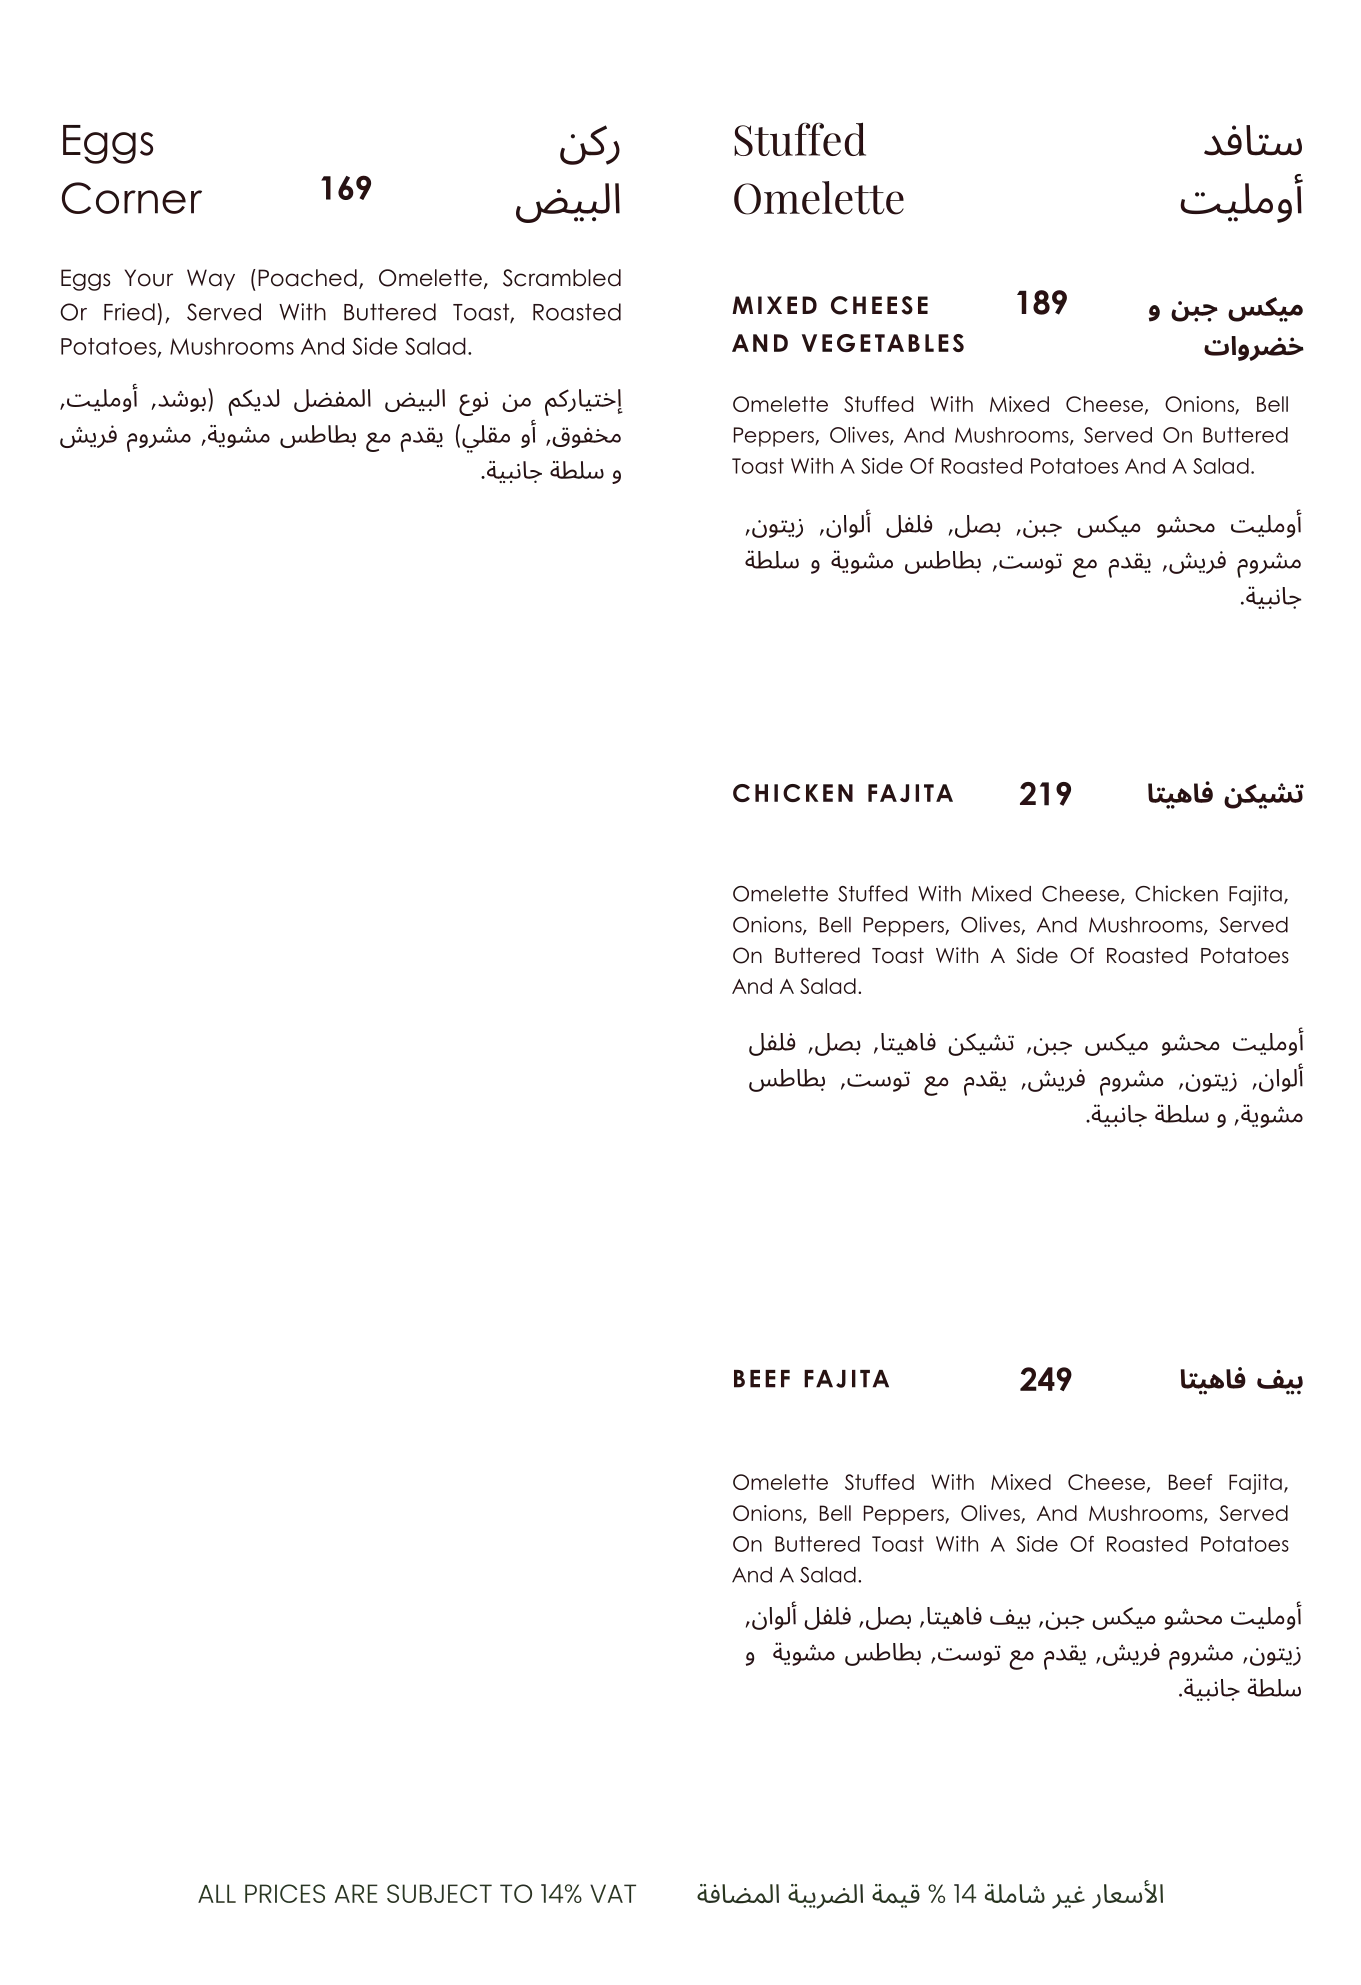 Eggs
Corner
169
ركن
البيض
Eggs Your Way (Poached, Omelette, Scrambled
Or Fried), Served With Buttered Toast, Roasted
Potatoes, Mushrooms And Side Salad.
إختياركم من نوع البيض المفضل لديكم (بوشد, أومليت,
مخفوق, أو مقلي) يقدم مع بطاطس مشوية, مشروم فريش
و سلطة جانبية.
Stuffed
Omelette
ستافد
أومليت
MIXED CHEESE
AND VEGETABLES
189
ميكس جبن و
خضروات
Omelette Stuffed With Mixed Cheese, Onions, Bell
Peppers, Olives, And Mushrooms, Served On Buttered
Toast With A Side Of Roasted Potatoes And A Salad.
أومليت محشو ميكس جبن, بصل, فلفل ألوان, زيتون,
مشروم فريش, يقدم مع توست, بطاطس مشوية و سلطة
جانبية.
CHICKEN FAJITA 219 تشيكن فاهيتا
Omelette Stuffed With Mixed Cheese, Chicken Fajita,
Onions, Bell Peppers, Olives, And Mushrooms, Served
On Buttered Toast With A Side Of Roasted Potatoes
And A Salad.
أومليت محشو ميكس جبن, تشيكن فاهيتا, بصل, فلفل
ألوان, زيتون, مشروم فريش, يقدم مع توست, بطاطس
مشوية, و سلطة جانبية.
BEEF FAJITA 249 بيف فاهيتا
Omelette Stuffed With Mixed Cheese, Beef Fajita,
Onions, Bell Peppers, Olives, And Mushrooms, Served
On Buttered Toast With A Side Of Roasted Potatoes
And A Salad.
أومليت محشو ميكس جبن, بيف فاهيتا, بصل, فلفل ألوان,
زيتون, مشروم فريش, يقدم مع توست, بطاطس مشوية و
سلطة جانبية.
ALL PRICES ARE SUBJECT TO 14% VAT الأسعار غير شاملة 14 % قيمة الضريبة المضافة